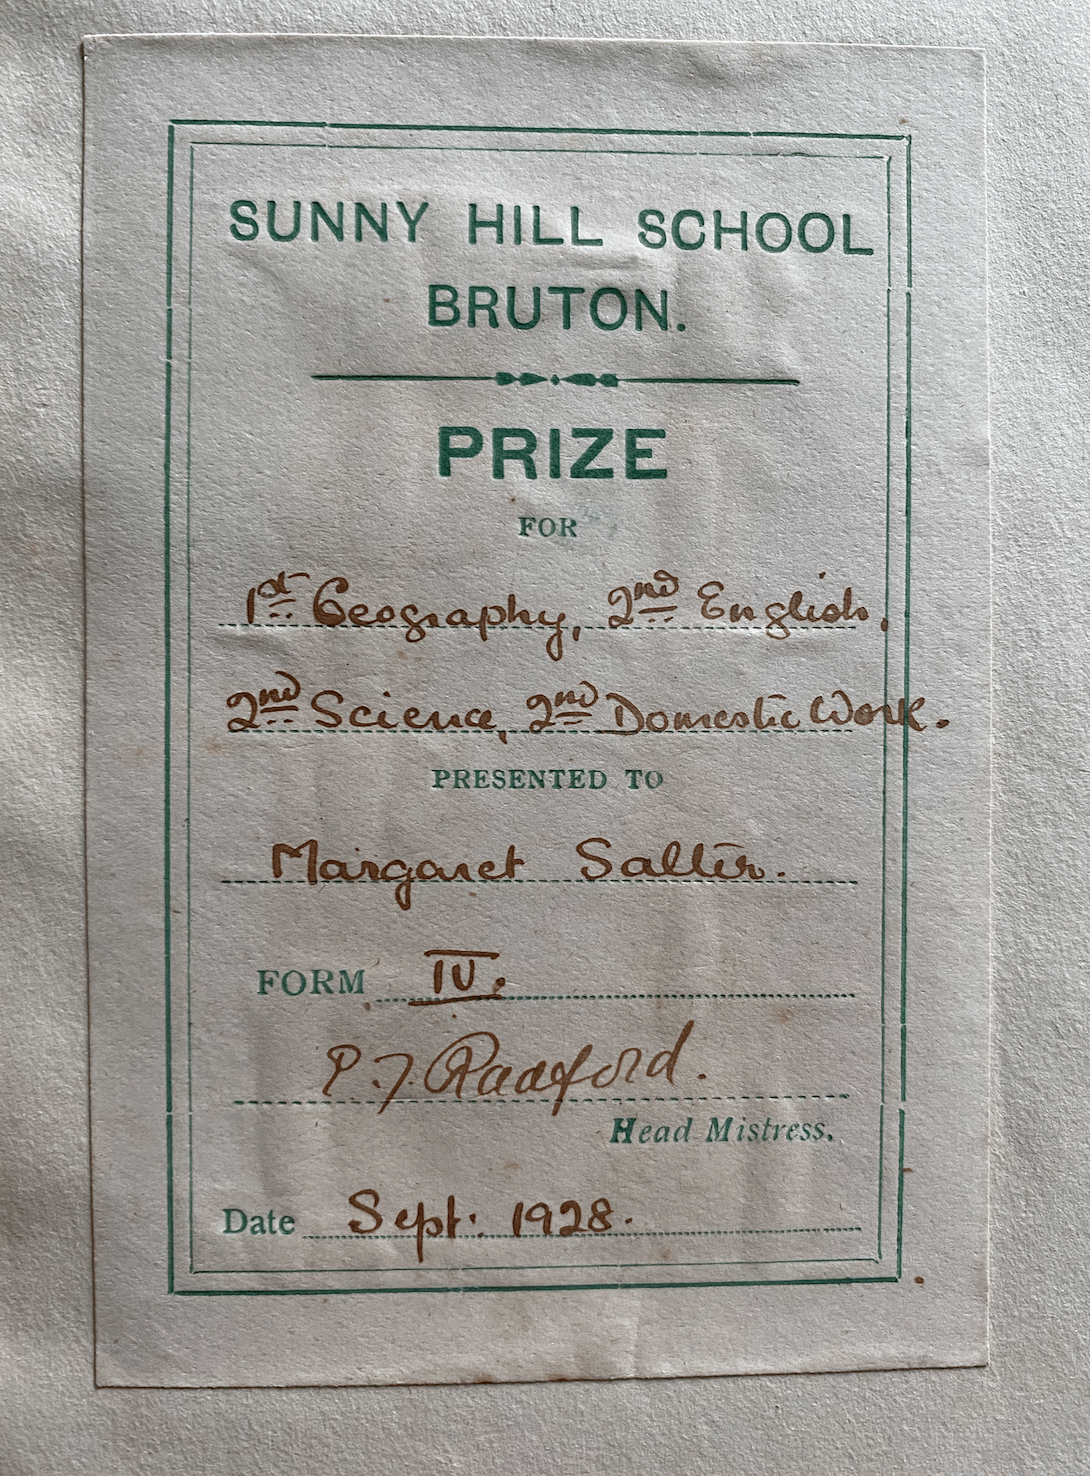 SUNNY HILL SCHOOL
BRUTON.
PRIZE
FOR
1st Geography, 2nd English,
2nd Science, 2nd Domestic Work.
PRESENTED TO
Margaret Salter.
FORM IV.
P. J. Radford.
Head Mistress.
Date Sept: 1928.